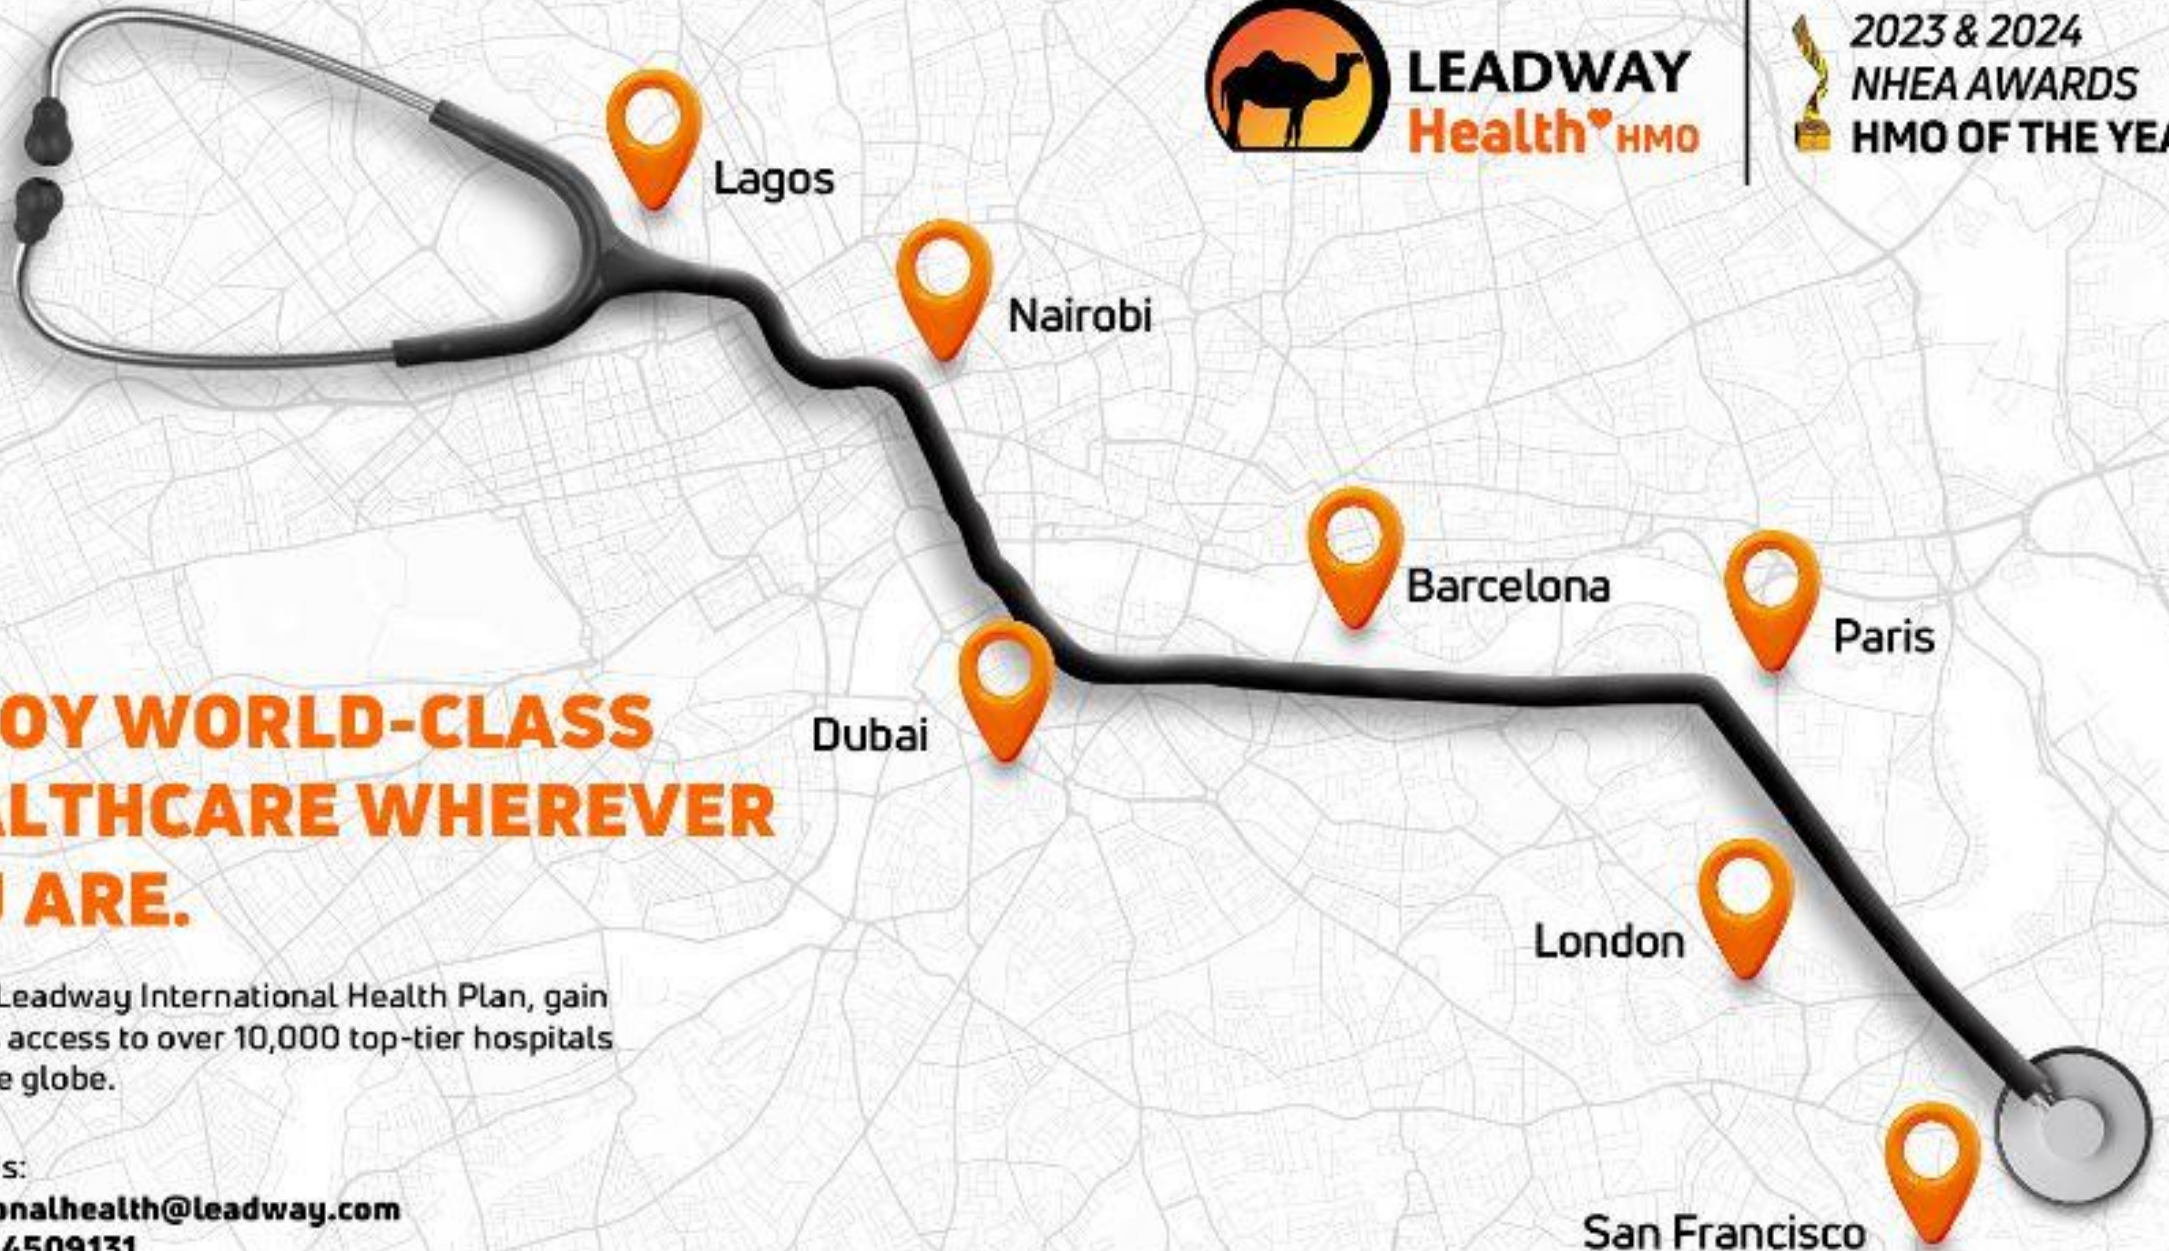 LEADWAY
Health HMO
2023 & 2024
NHEA AWARDS
HMO OF THE YEA
Lagos
Nairobi
Barcelona
Paris
Dubai
London
San Francisco
OY WORLD-CLASS
ALTHCARE WHEREVER
U ARE.
Leadway International Health Plan, gain
access to over 10,000 top-tier hospitals
e globe.
s:
onalhealth@leadway.com
4509131